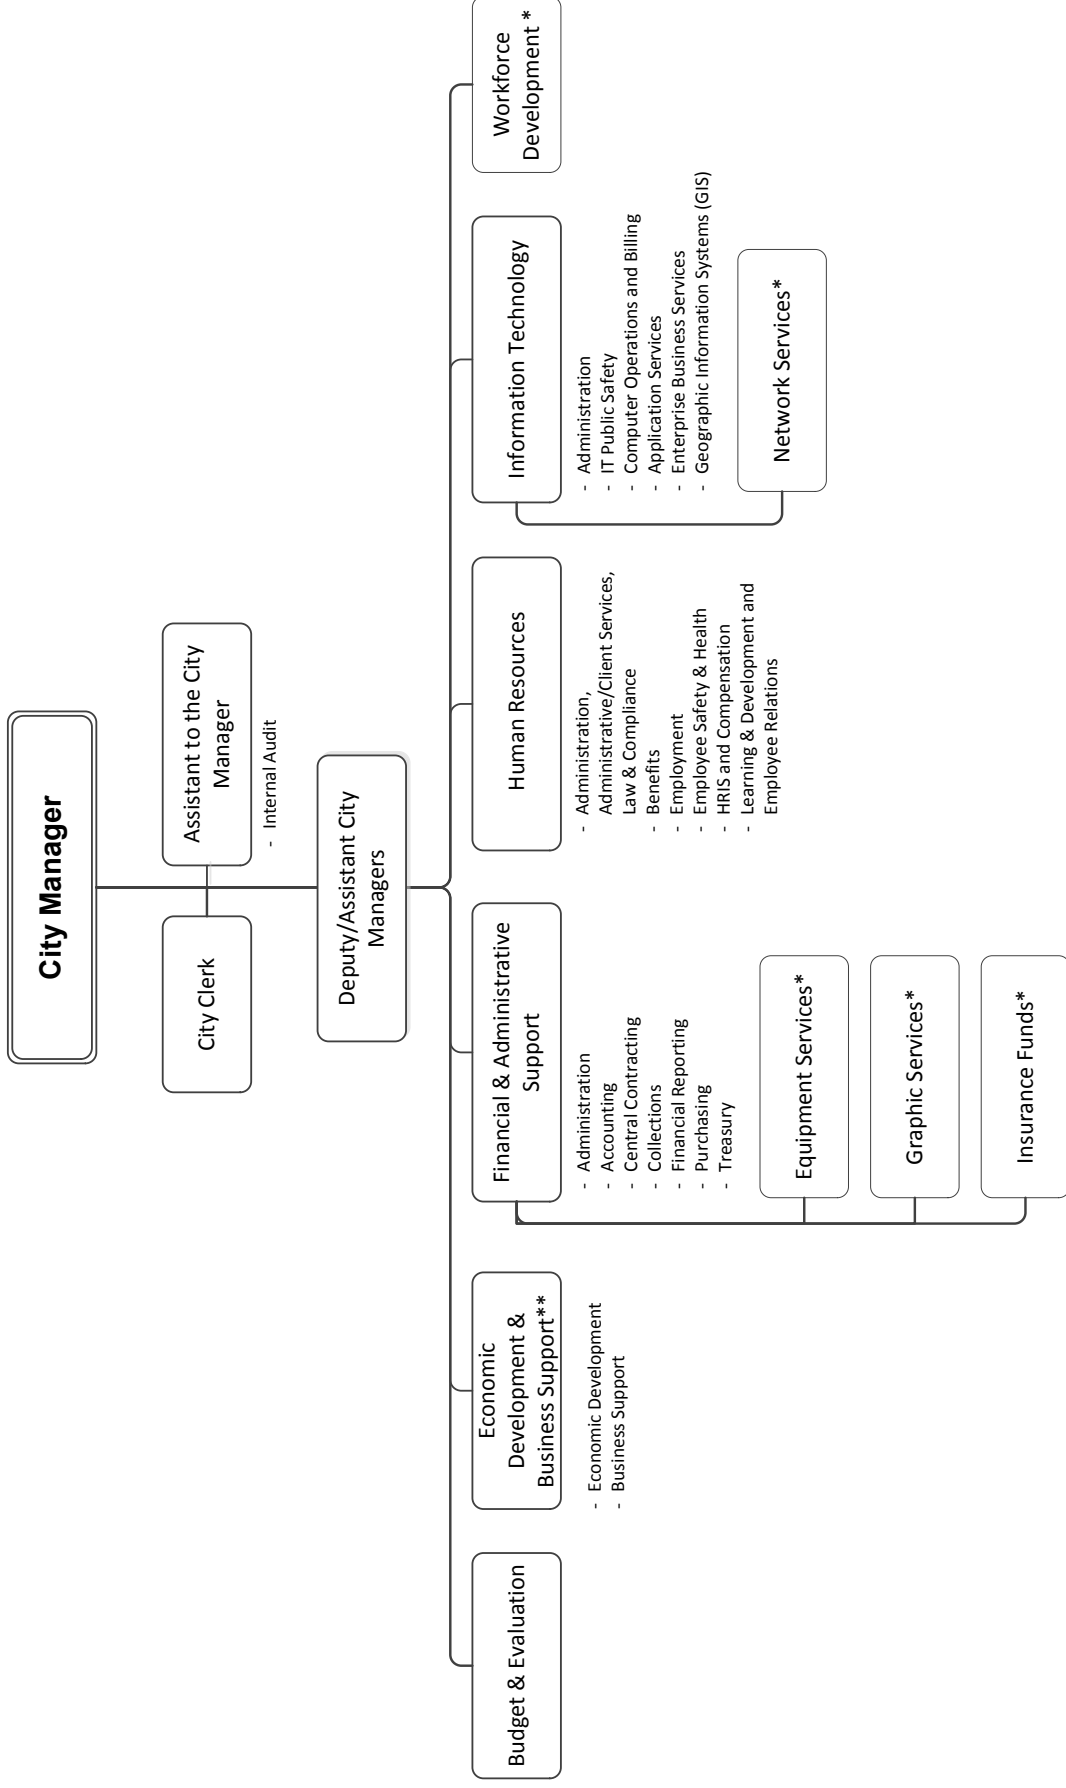 City Manager
City Clerk
Assistant to the City
Manager
- Internal Audit
Deputy/Assistant City
Managers
Budget & Evaluation
Economic
Development &
Business Support**
- Economic Development
- Business Support
Financial & Administrative
Support
- Administration
- Accounting
- Central Contracting
- Collections
- Financial Reporting
- Purchasing
- Treasury
Equipment Services*
Graphic Services*
Insurance Funds*
Human Resources
- Administration,
Administrative/Client Services,
Law & Compliance
- Benefits
- Employment
- Employee Safety & Health
- HRIS and Compensation
- Learning & Development and
Employee Relations
Information Technology
- Administration
- IT Public Safety
- Computer Operations and Billing
- Application Services
- Enterprise Business Services
- Geographic Information Systems (GIS)
Network Services*
Workforce
Development *